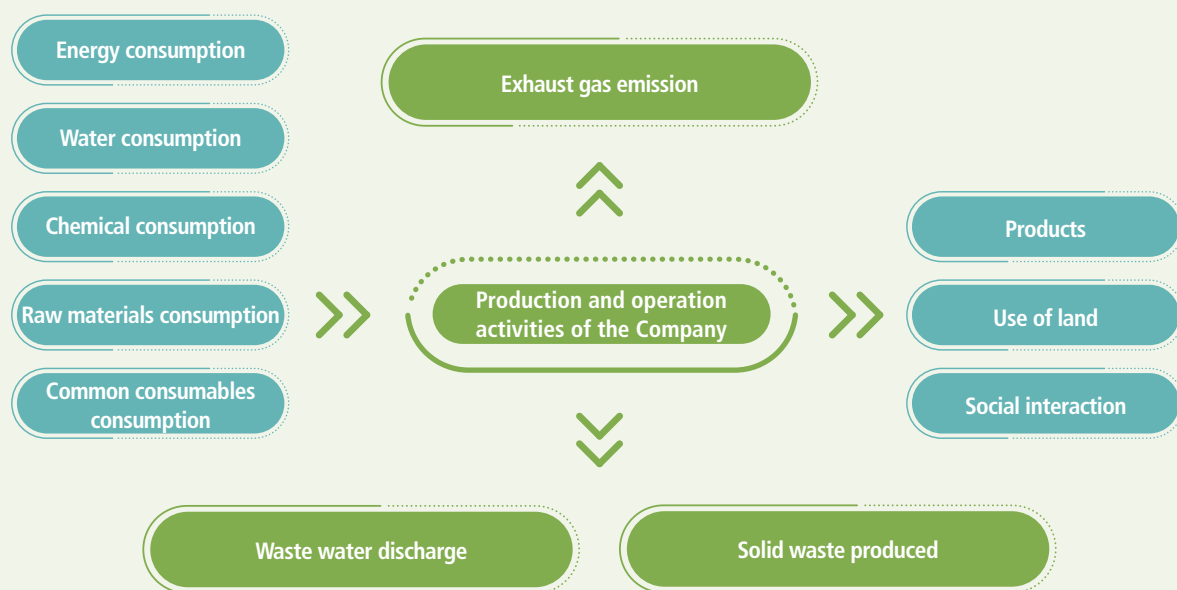 Energy consumption
Water consumption
Chemical consumption
Raw materials consumption
Common consumables
consumption
Exhaust gas emission
Production and operation
activities of the Company
Products
Use of land
Social interaction
Waste water discharge
Solid waste produced